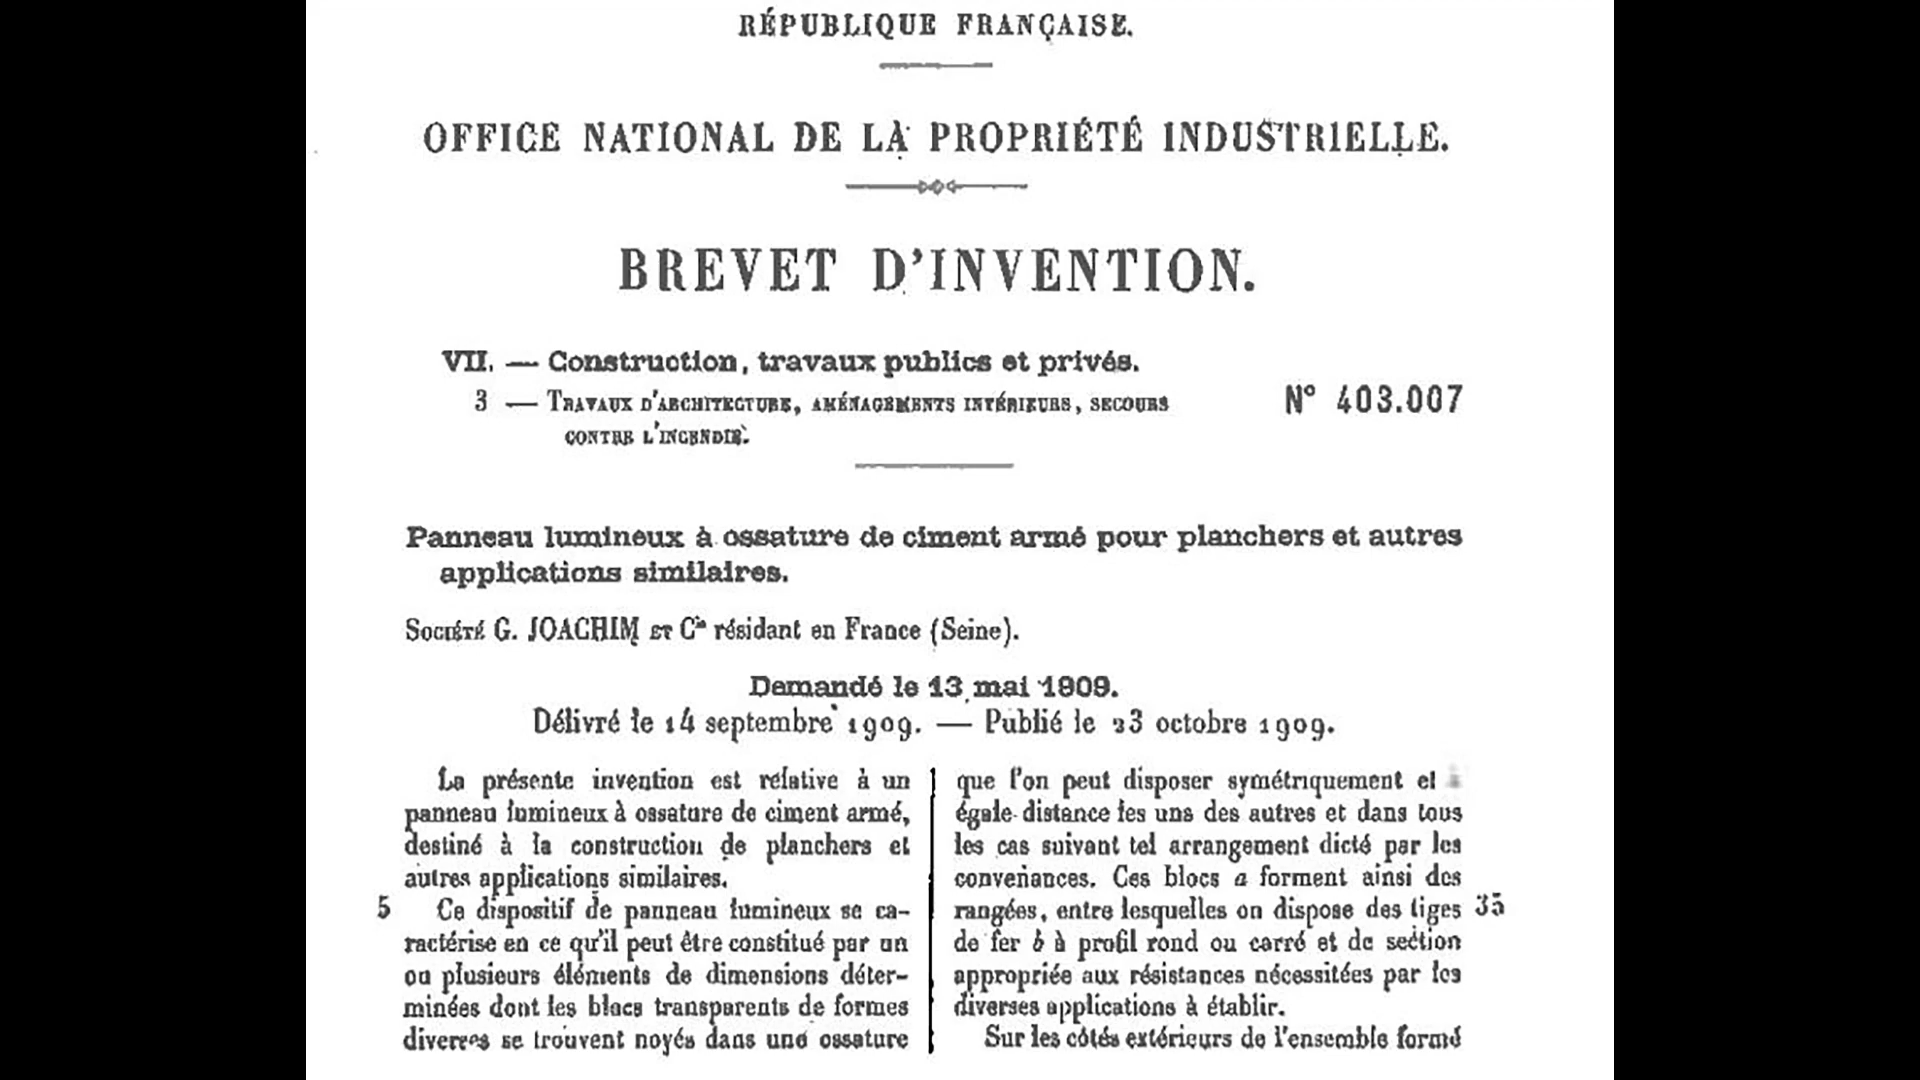 RÉPUBLIQUE FRANÇAISE.
OFFICE NATIONAL DE LA PROPRIÉTÉ INDUSTRIELLE.
BREVET D'INVENTION.
VII. — Construction, travaux publics et privés.
3 — TRAVAUX D'ARCHITECTURE, AMÉNAGEMENTS INTÉRIEURS, SECOURS
CONTRE L'INCENDIE.
N° 403.007
Panneau lumineux à ossature de ciment armé pour planchers et autres
applications similaires.
SOCIÉTÉ G. JOACHIM ET Cie résidant en France (Seine).
Demandé le 13 mai 1909.
Délivré le 14 septembre 1909. — Publié le 23 octobre 1909.
La présente invention est relative à un
panneau lumineux à ossature de ciment armé,
destiné à la construction de planchers et
autres applications similaires.
5 Ce dispositif de panneau lumineux se ca-
ractérise en ce qu'il peut être constitué par un
ou plusieurs éléments de dimensions déter-
minées dont les blocs transparents de formes
diverses se trouvent noyés dans une ossature
que l'on peut disposer symétriquement et à
égale distance les uns des autres et dans tous
les cas suivant tel arrangement dicté par les
convenances. Ces blocs a forment ainsi des
rangées, entre lesquelles on dispose des tiges 35
de fer b à profil rond ou carré et de section
appropriée aux résistances nécessitées par les
diverses applications à établir.
Sur les côtés extérieurs de l'ensemble formé